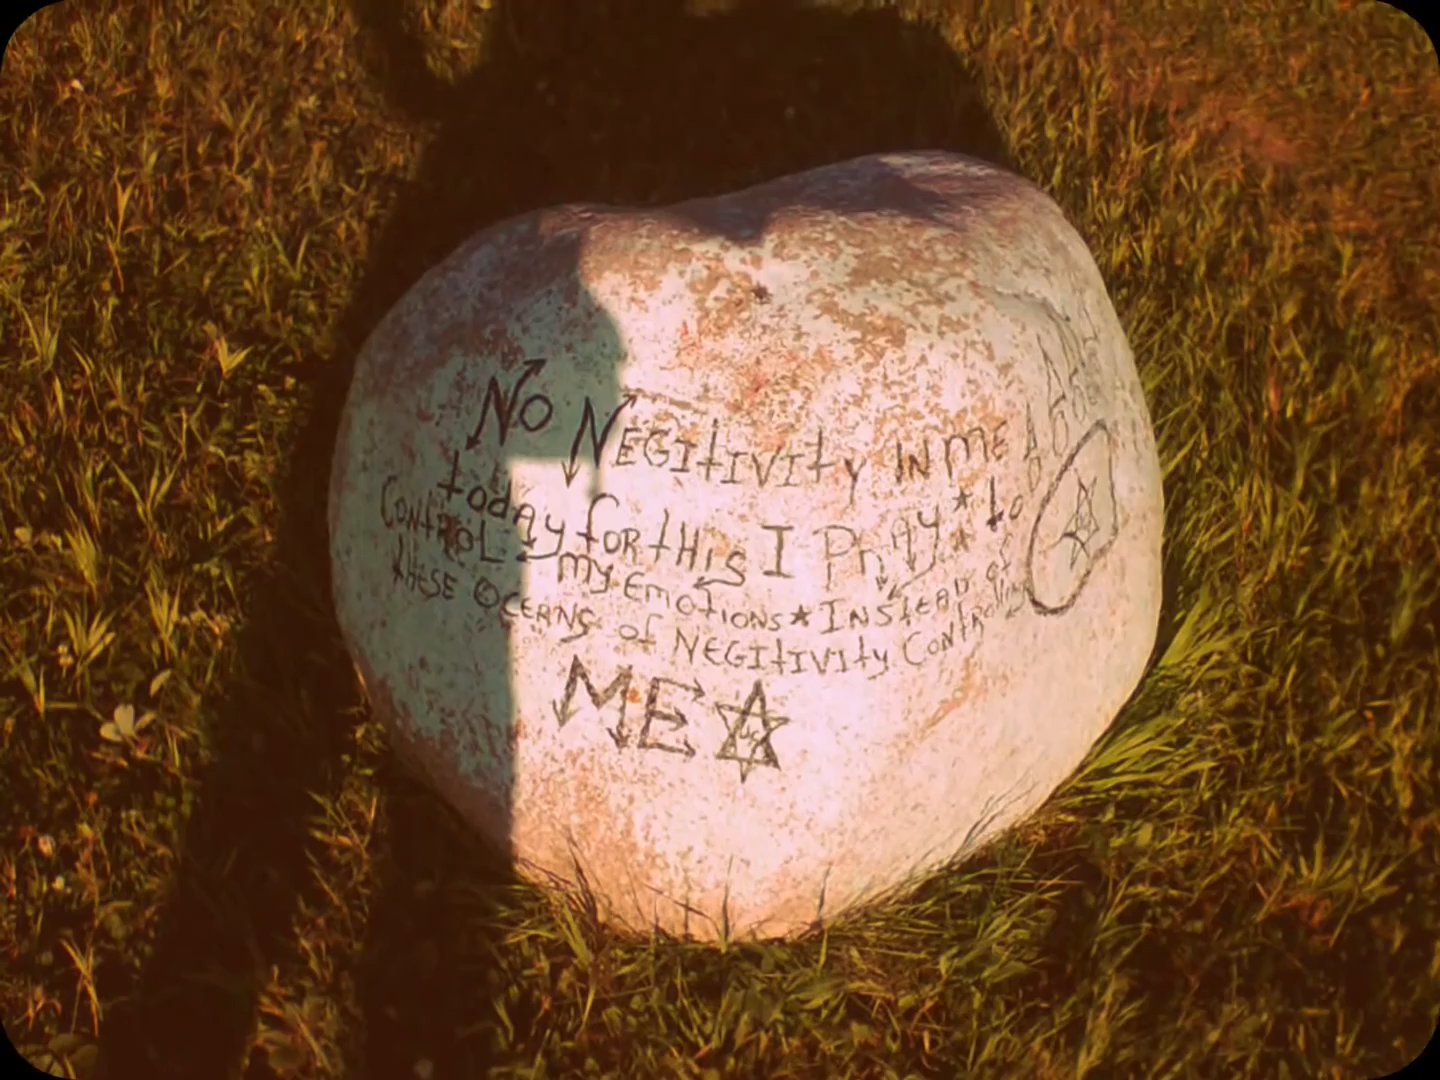 No NEGItIVIty IN ME
today for tHis I PrAy * to
CoNtRoL My EmotioNs * INstEAD of
tHESE OcEANs of NEGItIVIty CoNtRolling
ME